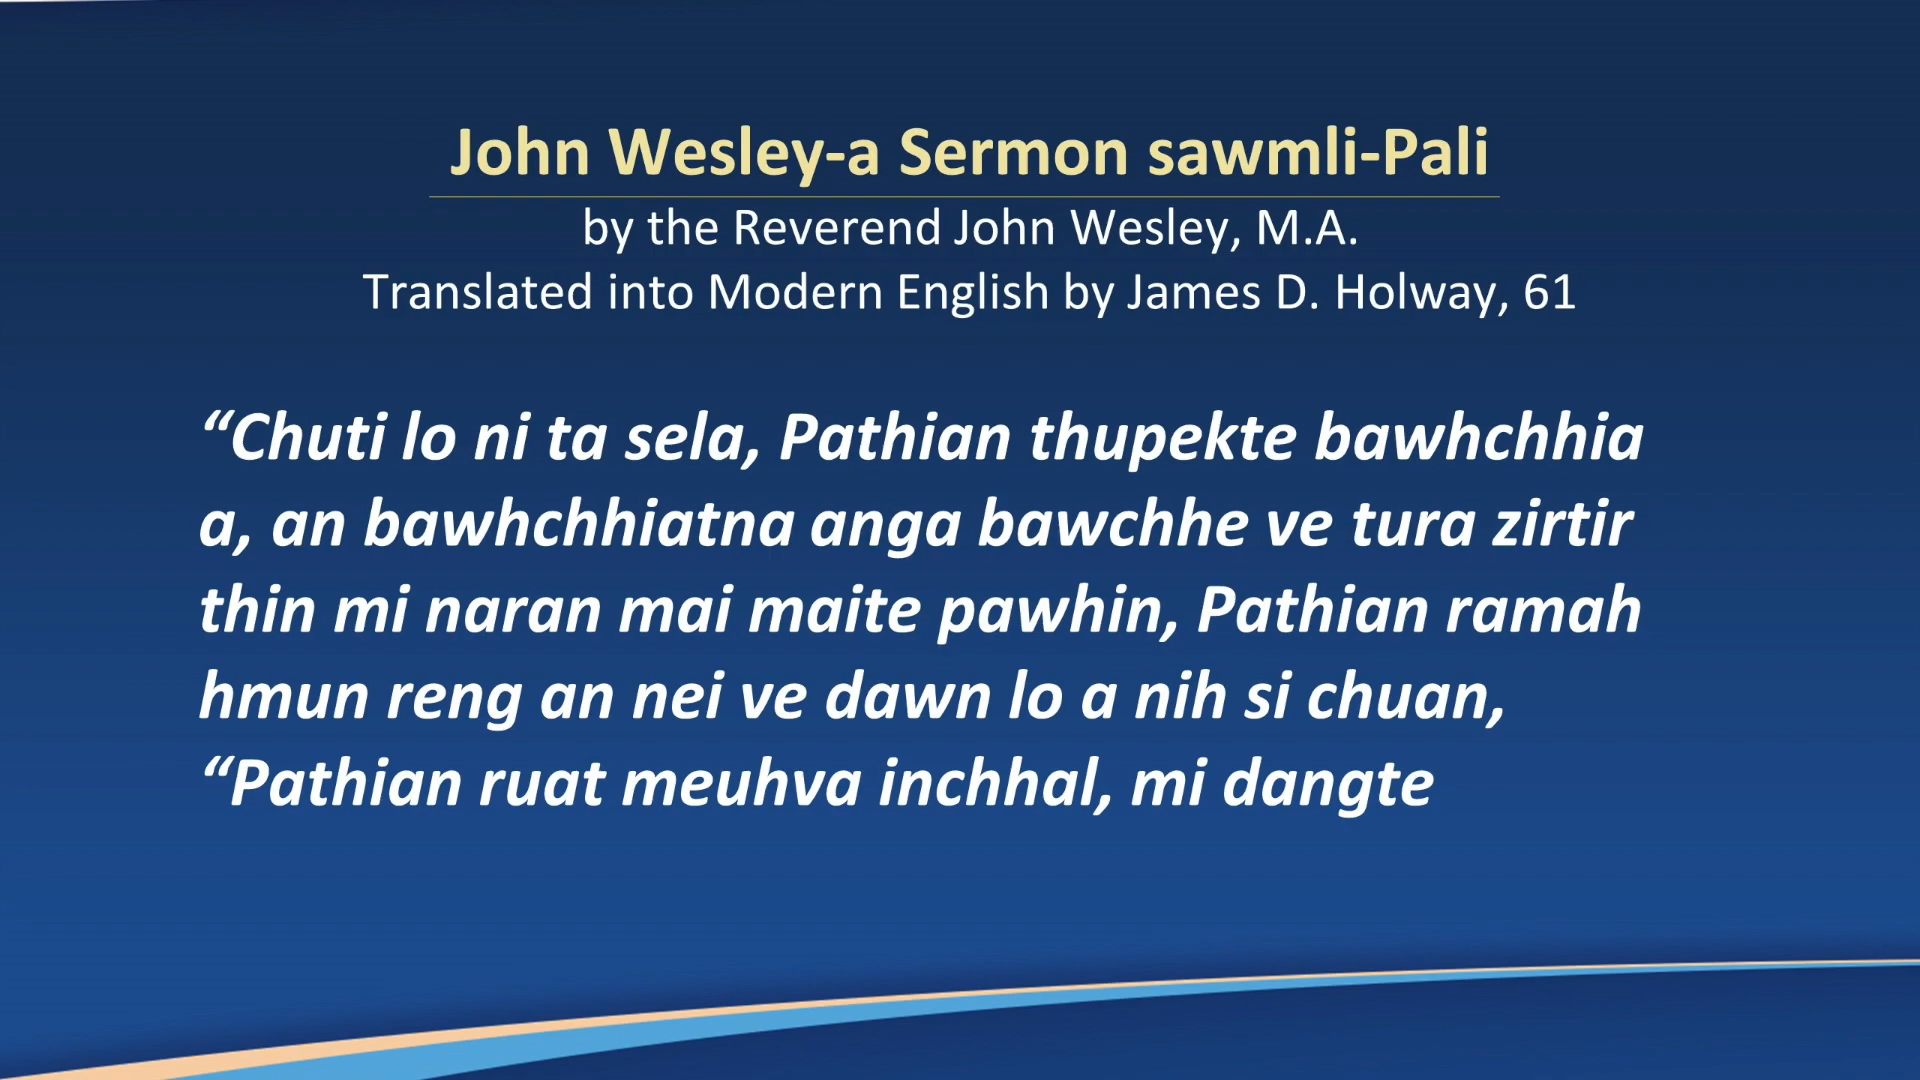 John Wesley-a Sermon sawmli-Pali
by the Reverend John Wesley, M.A.
Translated into Modern English by James D. Holway, 61
“Chuti lo ni ta sela, Pathian thupekte bawhchhia
a, an bawhchhiatna anga bawchhe ve tura zirtir
thin mi naran mai maite pawhin, Pathian ramah
hmun reng an nei ve dawn lo a nih si chuan,
“Pathian ruat meuhva inchhal, mi dangte